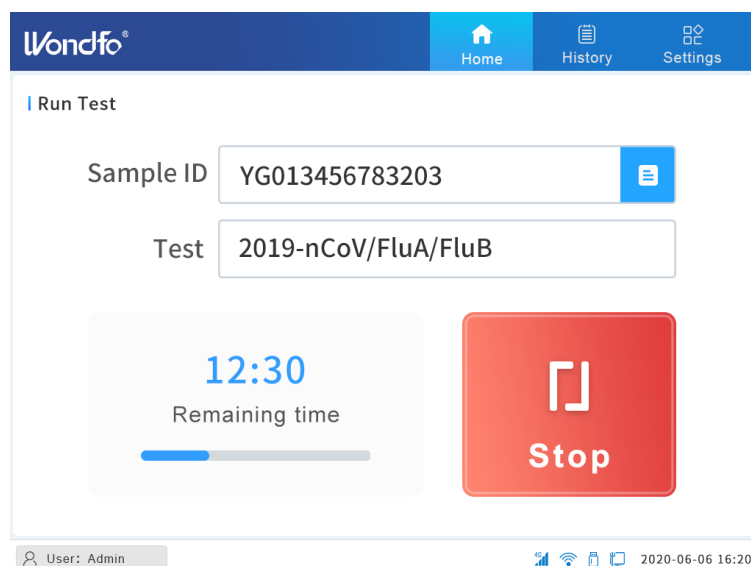 Wondfo®
Home
History
Settings
Run Test
Sample ID
YG013456783203
Test
2019-nCoV/FluA/FluB
12:30
Remaining time
Stop
User: Admin
4G
2020-06-06 16:20